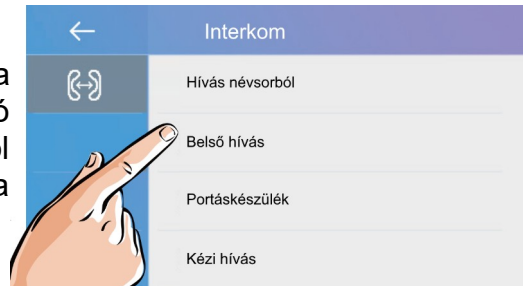 Interkom
a
ó
l
a
Hívás névsorból
Belső hívás
Portáskészülék
Kézi hívás